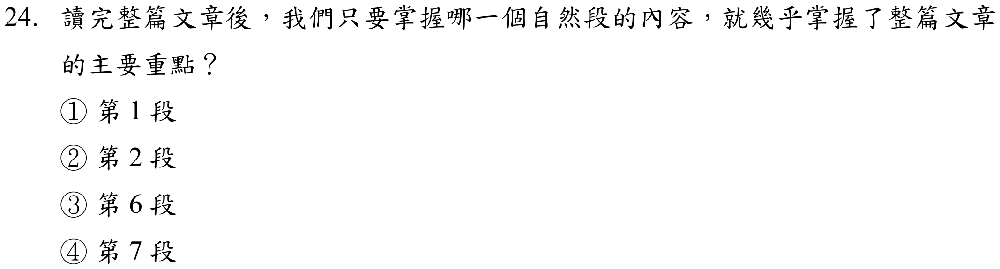 24. 讀完整篇文章後，我們只要掌握哪一個自然段的內容，就幾乎掌握了整篇文章
的主要重點？
① 第 1 段
② 第 2 段
③ 第 6 段
④ 第 7 段